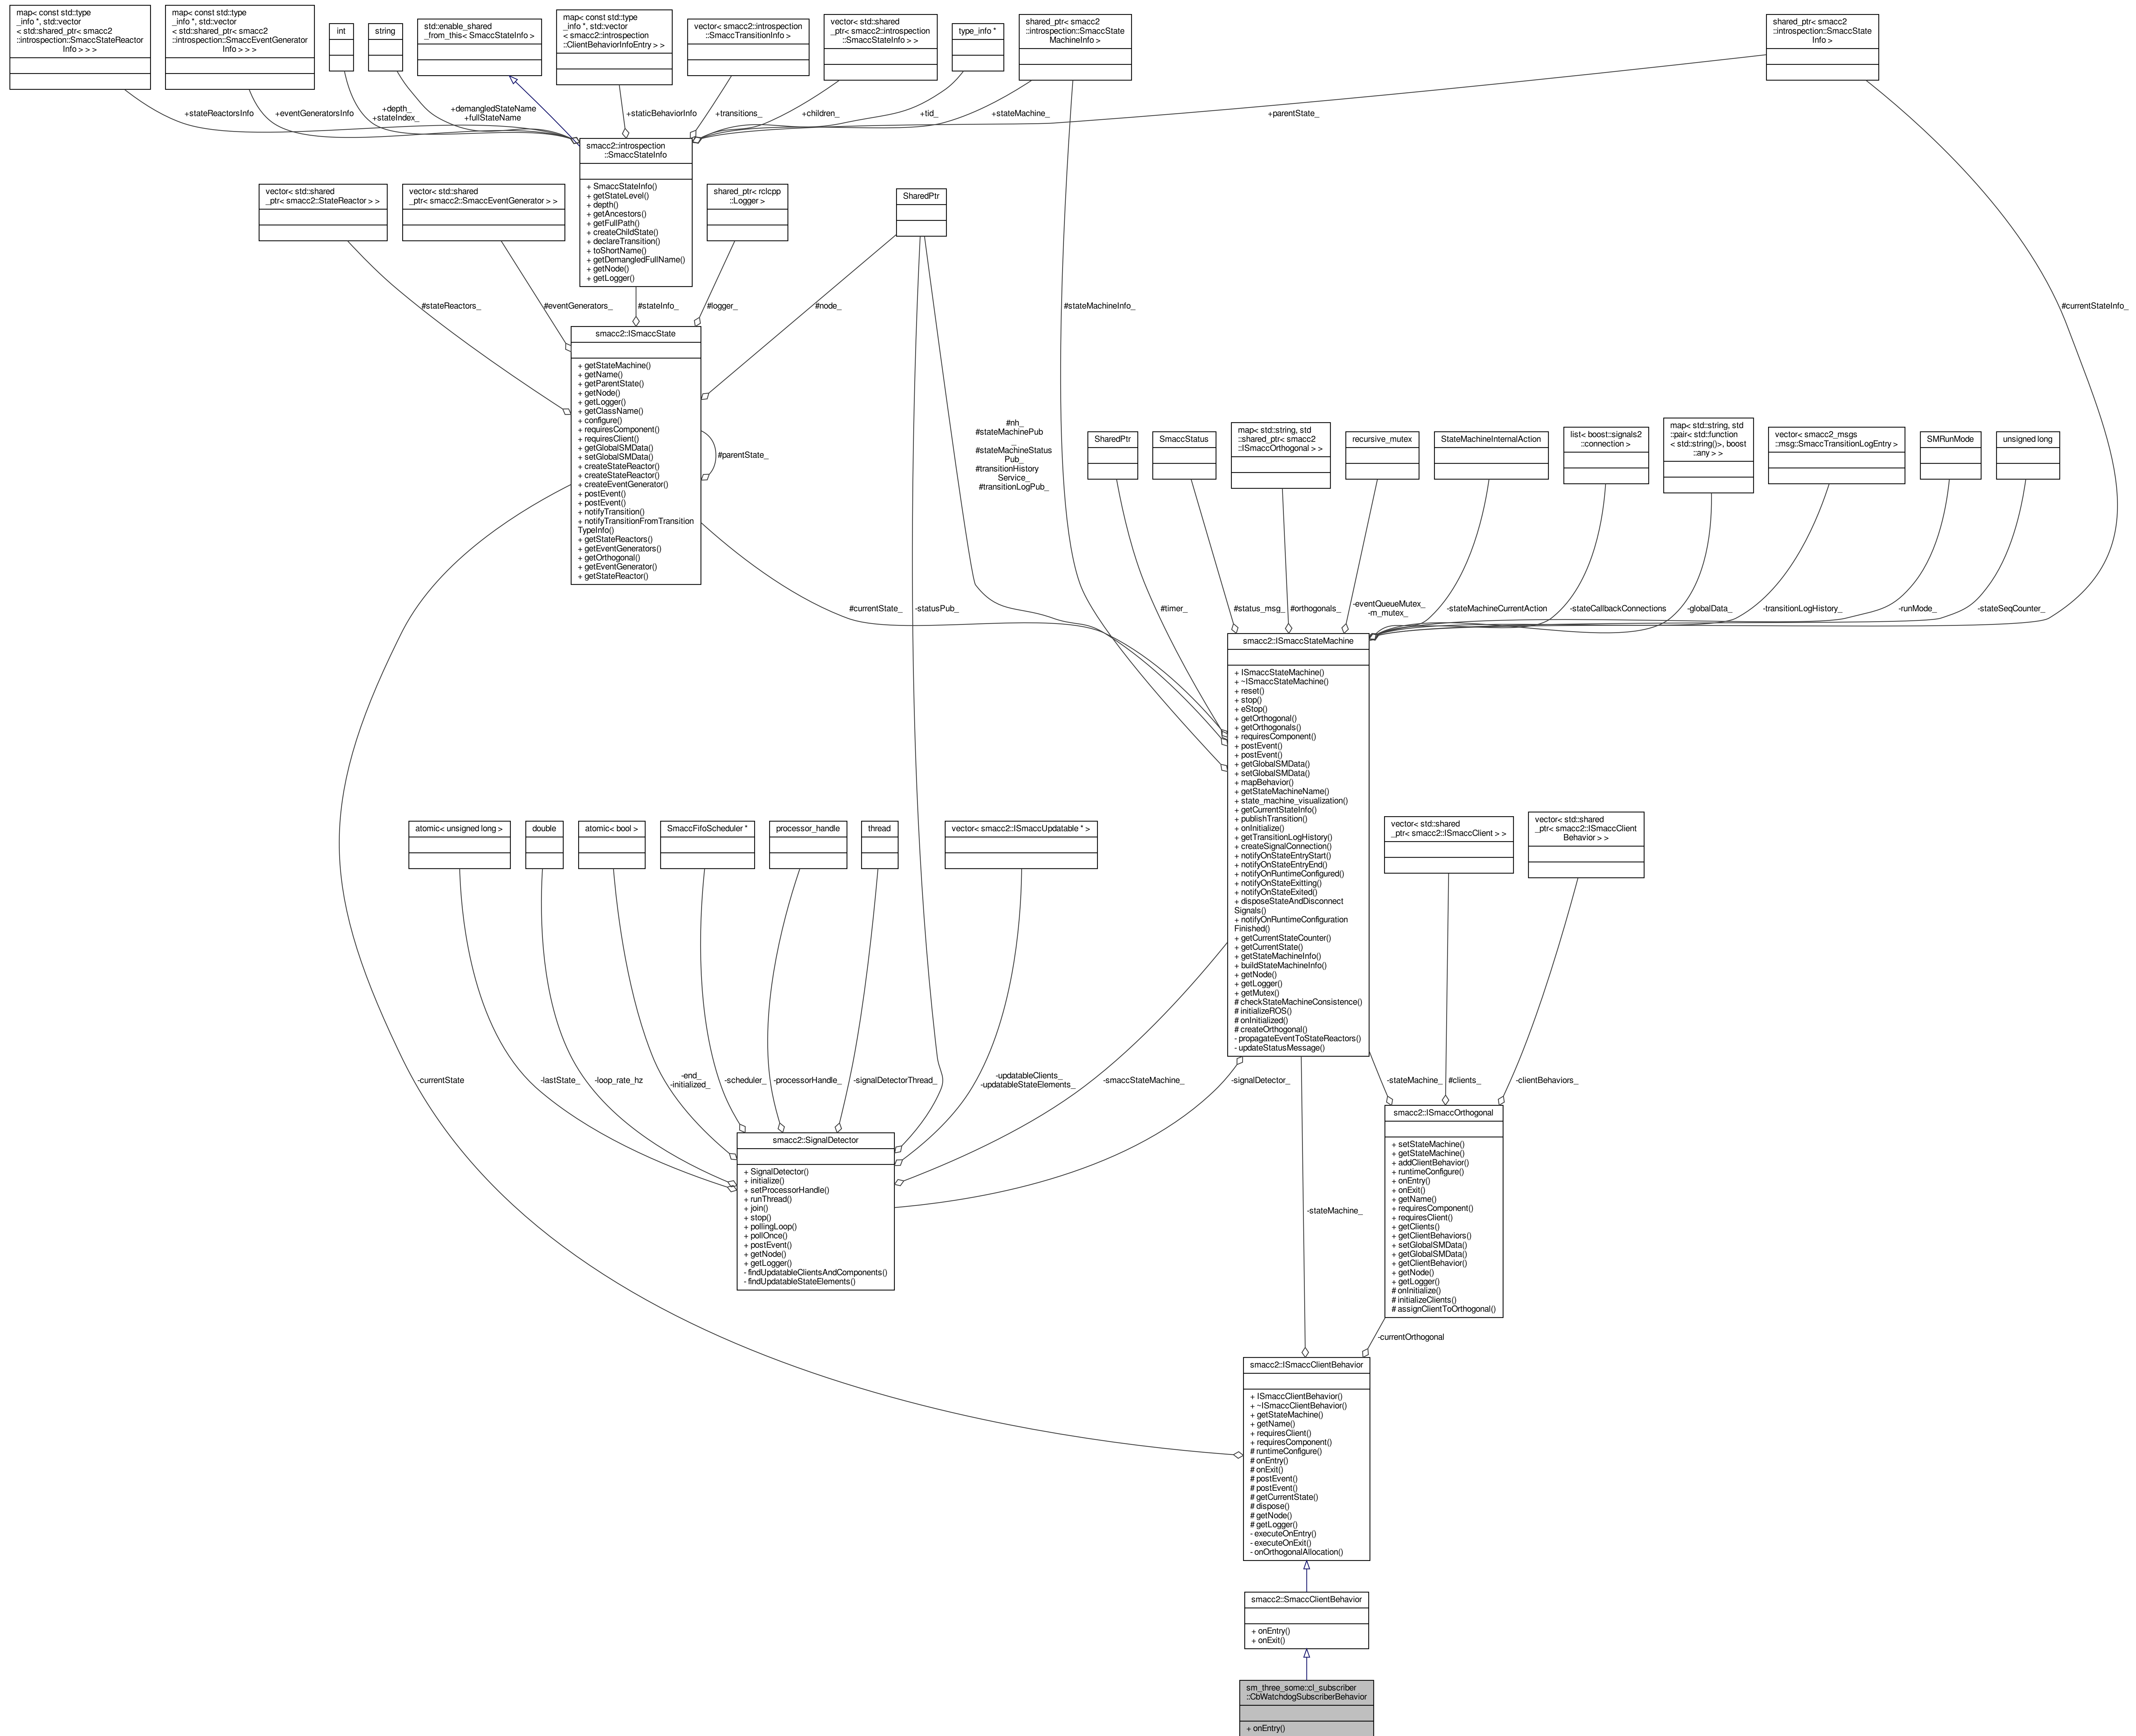 map< const std::type
_info *, std::vector
< std::shared_ptr< smacc2
::introspection::SmaccStateReactor
Info > > >
map< const std::type
_info *, std::vector
< std::shared_ptr< smacc2
::introspection::SmaccEventGenerator
Info > > >
int
string
std::enable_shared
_from_this< SmaccStateInfo >
map< const std::type
_info *, std::vector
< smacc2::introspection
::ClientBehaviorInfoEntry > >
vector< smacc2::introspection
::SmaccTransitionInfo >
vector< std::shared
_ptr< smacc2::introspection
::SmaccStateInfo > >
type_info *
shared_ptr< smacc2
::introspection::SmaccState
MachineInfo >
shared_ptr< smacc2
::introspection::SmaccState
Info >
+stateReactorsInfo
+eventGeneratorsInfo
+depth_
+stateIndex_
+demangledStateName
+fullStateName
+staticBehaviorInfo
+transitions_
+children_
+tid_
+stateMachine_
+parentState_
smacc2::introspection
::SmaccStateInfo
+ SmaccStateInfo()
+ getStateLevel()
+ depth()
+ getAncestors()
+ getFullPath()
+ createChildState()
+ declareTransition()
+ toShortName()
+ getDemangledFullName()
+ getNode()
+ getLogger()
vector< std::shared
_ptr< smacc2::StateReactor > >
vector< std::shared
_ptr< smacc2::SmaccEventGenerator > >
shared_ptr< rclcpp
::Logger >
SharedPtr
#stateReactors_
#eventGenerators_
#stateInfo_
#logger_
#node_
#stateMachineInfo_
#currentStateInfo_
smacc2::ISmaccState
+ getStateMachine()
+ getName()
+ getParentState()
+ getNode()
+ getLogger()
+ getClassName()
+ configure()
+ requiresComponent()
+ requiresClient()
+ getGlobalSMData()
+ setGlobalSMData()
+ createStateReactor()
+ createStateReactor()
+ createEventGenerator()
+ postEvent()
+ postEvent()
+ notifyTransition()
+ notifyTransitionFromTransition
TypeInfo()
+ getStateReactors()
+ getEventGenerators()
+ getOrthogonal()
+ getEventGenerator()
+ getStateReactor()
#parentState_
#nh_
#stateMachinePub
_
#stateMachineStatus
Pub_
#transitionHistory
Service_
#transitionLogPub_
SharedPtr
SmaccStatus
map< std::string, std
::shared_ptr< smacc2
::ISmaccOrthogonal > >
recursive_mutex
StateMachineInternalAction
list< boost::signals2
::connection >
map< std::string, std
::pair< std::function
< std::string()>, boost
::any > >
vector< smacc2_msgs
::msg::SmaccTransitionLogEntry >
SMRunMode
unsigned long
#currentState_
-statusPub_
#timer_
#status_msg_
#orthogonals_
-eventQueueMutex_
-m_mutex_
-stateMachineCurrentAction
-stateCallbackConnections
-globalData_
-transitionLogHistory_
-runMode_
-stateSeqCounter_
smacc2::ISmaccStateMachine
+ ISmaccStateMachine()
+ ~ISmaccStateMachine()
+ reset()
+ stop()
+ eStop()
+ getOrthogonal()
+ getOrthogonals()
+ requiresComponent()
+ postEvent()
+ postEvent()
+ getGlobalSMData()
+ setGlobalSMData()
+ mapBehavior()
+ getStateMachineName()
+ state_machine_visualization()
+ getCurrentStateInfo()
+ publishTransition()
+ onInitialize()
+ getTransitionLogHistory()
+ createSignalConnection()
+ notifyOnStateEntryStart()
+ notifyOnStateEntryEnd()
+ notifyOnRuntimeConfigured()
+ notifyOnStateExitting()
+ notifyOnStateExited()
+ disposeStateAndDisconnect
Signals()
+ notifyOnRuntimeConfiguration
Finished()
+ getCurrentStateCounter()
+ getCurrentState()
+ getStateMachineInfo()
+ buildStateMachineInfo()
+ getNode()
+ getLogger()
+ getMutex()
# checkStateMachineConsistence()
# initializeROS()
# onInitialized()
# createOrthogonal()
- propagateEventToStateReactors()
- updateStatusMessage()
atomic< unsigned long >
double
atomic< bool >
SmaccFifoScheduler *
processor_handle
thread
vector< smacc2::ISmaccUpdatable * >
vector< std::shared
_ptr< smacc2::ISmaccClient > >
vector< std::shared
_ptr< smacc2::ISmaccClient
Behavior > >
-currentState
-lastState_
-loop_rate_hz
-end_
-initialized_
-scheduler_
-processorHandle_
-signalDetectorThread_
-updatableClients_
-updatableStateElements_
-smaccStateMachine_
-signalDetector_
-stateMachine_
#clients_
-clientBehaviors_
smacc2::SignalDetector
+ SignalDetector()
+ initialize()
+ setProcessorHandle()
+ runThread()
+ join()
+ stop()
+ pollingLoop()
+ pollOnce()
+ postEvent()
+ getNode()
+ getLogger()
- findUpdatableClientsAndComponents()
- findUpdatableStateElements()
smacc2::ISmaccOrthogonal
+ setStateMachine()
+ getStateMachine()
+ addClientBehavior()
+ runtimeConfigure()
+ onEntry()
+ onExit()
+ getName()
+ requiresComponent()
+ requiresClient()
+ getClients()
+ getClientBehaviors()
+ setGlobalSMData()
+ getGlobalSMData()
+ getClientBehavior()
+ getNode()
+ getLogger()
# onInitialize()
# initializeClients()
# assignClientToOrthogonal()
-stateMachine_
-currentOrthogonal
smacc2::ISmaccClientBehavior
+ ISmaccClientBehavior()
+ ~ISmaccClientBehavior()
+ getStateMachine()
+ getName()
+ requiresClient()
+ requiresComponent()
# runtimeConfigure()
# onEntry()
# onExit()
# postEvent()
# postEvent()
# getCurrentState()
# dispose()
# getNode()
# getLogger()
- executeOnEntry()
- executeOnExit()
- onOrthogonalAllocation()
smacc2::SmaccClientBehavior
+ onEntry()
+ onExit()
sm_three_some::cl_subscriber
::CbWatchdogSubscriberBehavior
+ onEntry()